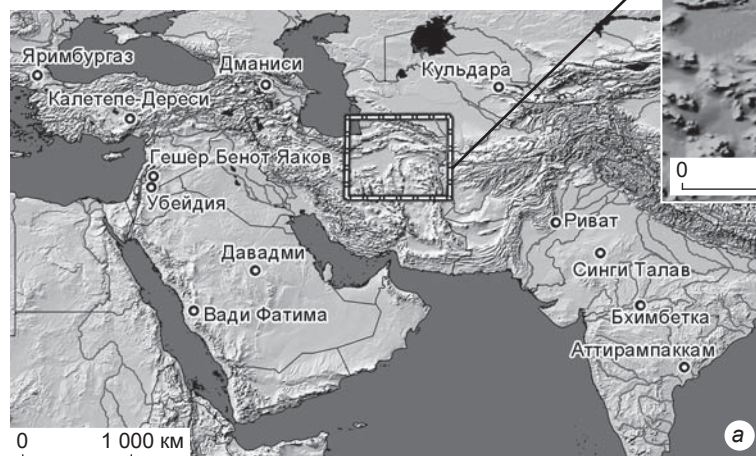 Яримбургаз
Дманиси
Кульдара
Калетепе-Дереси
Гешер Бенот Яаков
Убейдия
Риват
Давадми
Синги Талав
Вади Фатима
Бхимбетка
Аттирампаккам
0 1 000 км
а
0